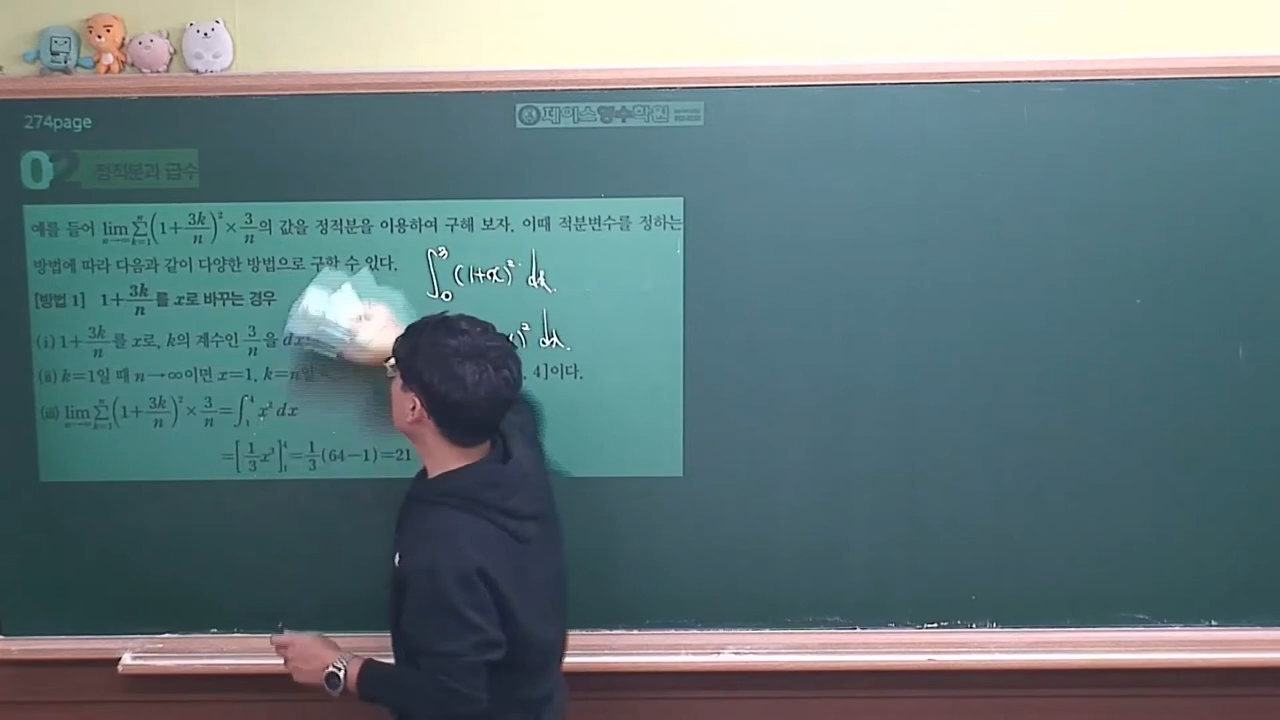 274page
제이스영수학원
02 정적분과 급수
예를 들어 lim_{n→∞} Σ_{k=1}^{n} (1+3k/n)² × 3/n의 값을 정적분을 이용하여 구해 보자. 이때 적분변수를 정하는
방법에 따라 다음과 같이 다양한 방법으로 구할 수 있다.
∫_0^3 (1+x)² dx.
[방법 1] 1+3k/n를 x로 바꾸는 경우
(i) 1+3k/n를 x로, k의 계수인 3/n을 dx
)² dx.
(ii) k=1일 때 n→∞이면 x=1, k=n일 4]이다.
(iii) lim_{n→∞} Σ_{k=1}^{n} (1+3k/n)² × 3/n = ∫_1^4 x² dx
=[1/3 x³]_1^4 = 1/3 (64-1)=21